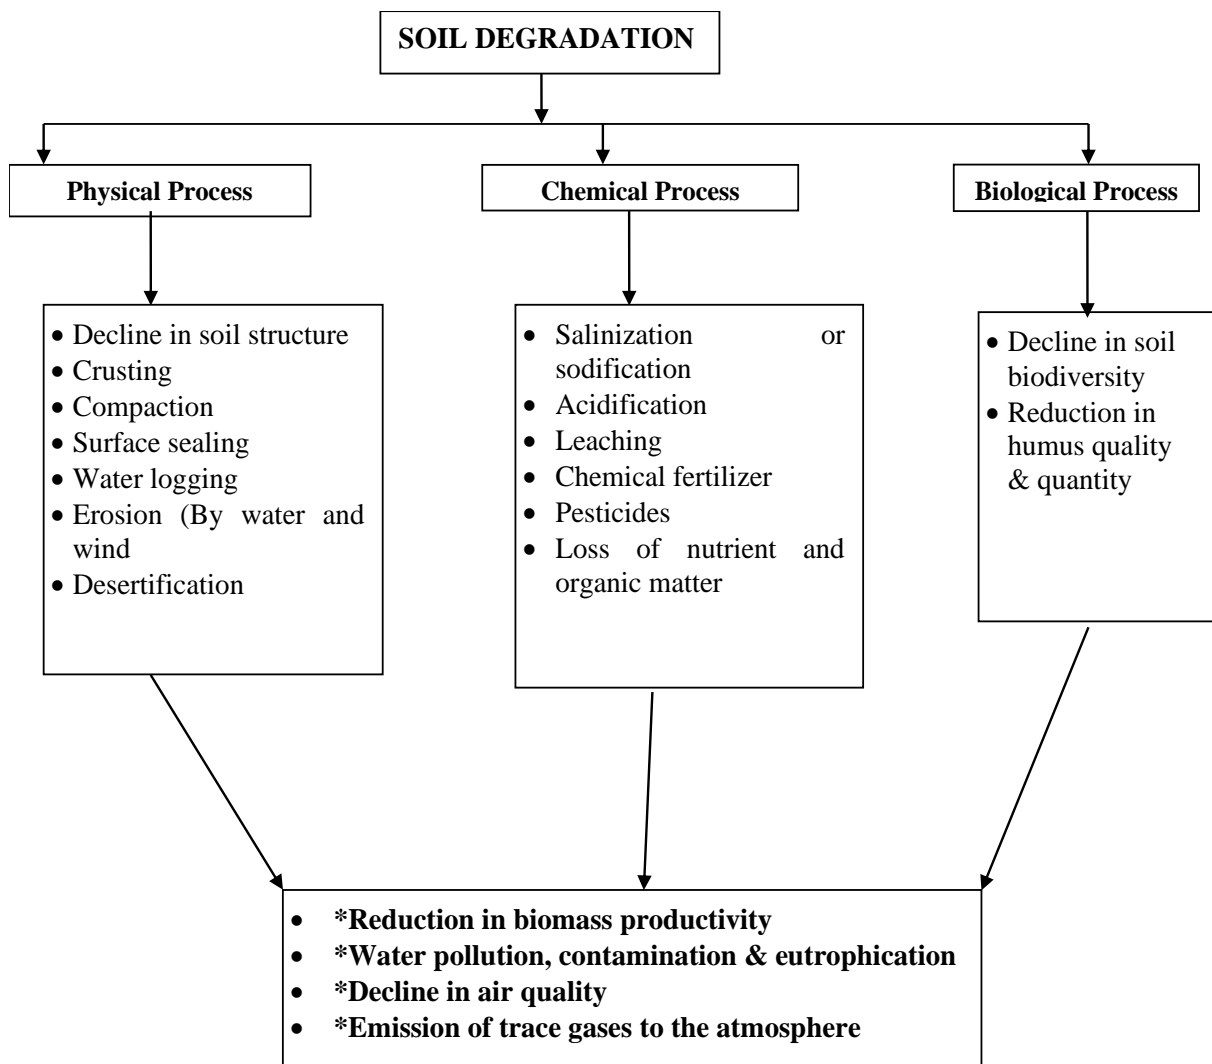 SOIL DEGRADATION
Physical Process
Chemical Process
Biological Process
• Decline in soil structure
• Crusting
• Compaction
• Surface sealing
• Water logging
• Erosion (By water and
wind
• Desertification
• Salinization or
sodification
• Acidification
• Leaching
• Chemical fertilizer
• Pesticides
• Loss of nutrient and
organic matter
• Decline in soil
biodiversity
• Reduction in
humus quality
& quantity
• *Reduction in biomass productivity
• *Water pollution, contamination & eutrophication
• *Decline in air quality
• *Emission of trace gases to the atmosphere